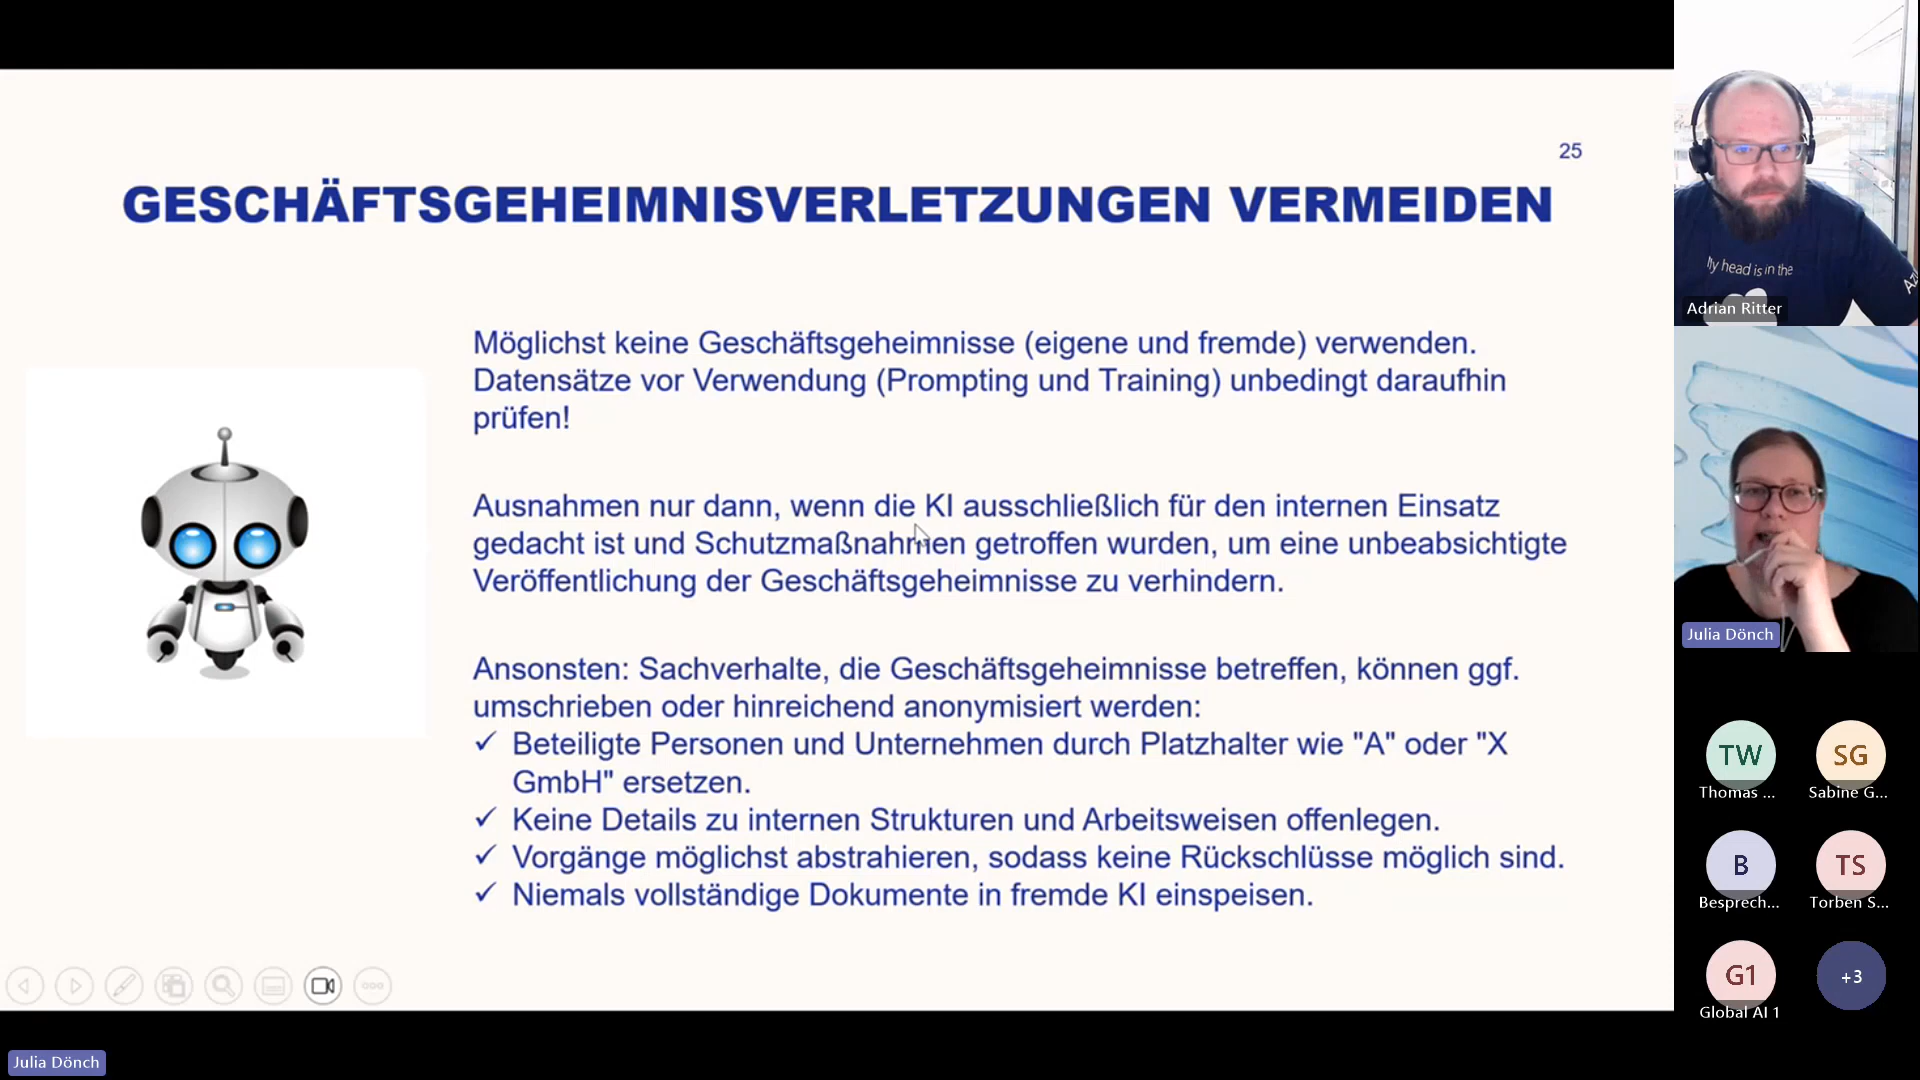 25
GESCHÄFTSGEHEIMNISVERLETZUNGEN VERMEIDEN
Möglichst keine Geschäftsgeheimnisse (eigene und fremde) verwenden.
Datensätze vor Verwendung (Prompting und Training) unbedingt daraufhin
prüfen!
Ausnahmen nur dann, wenn die KI ausschließlich für den internen Einsatz
gedacht ist und Schutzmaßnahmen getroffen wurden, um eine unbeabsichtigte
Veröffentlichung der Geschäftsgeheimnisse zu verhindern.
Ansonsten: Sachverhalte, die Geschäftsgeheimnisse betreffen, können ggf.
umschrieben oder hinreichend anonymisiert werden:
✓ Beteiligte Personen und Unternehmen durch Platzhalter wie "A" oder "X
GmbH" ersetzen.
✓ Keine Details zu internen Strukturen und Arbeitsweisen offenlegen.
✓ Vorgänge möglichst abstrahieren, sodass keine Rückschlüsse möglich sind.
✓ Niemals vollständige Dokumente in fremde KI einspeisen.
Julia Dönch
My head is in the
Adrian Ritter
Julia Dönch
TW
Thomas ...
SG
Sabine G...
B
Besprech...
TS
Torben S...
G1
Global AI 1
+3